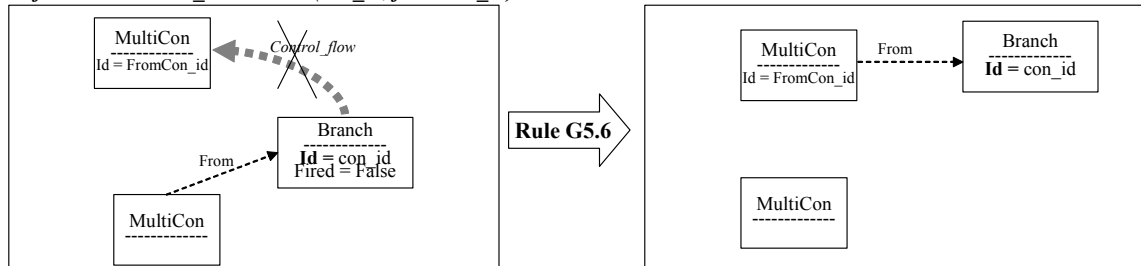 MultiCon
Id = FromCon_id
Control_flow
Branch
Id = con_id
Fired = False
From
MultiCon
Rule G5.6
MultiCon
Id = FromCon_id
From
Branch
Id = con_id
MultiCon